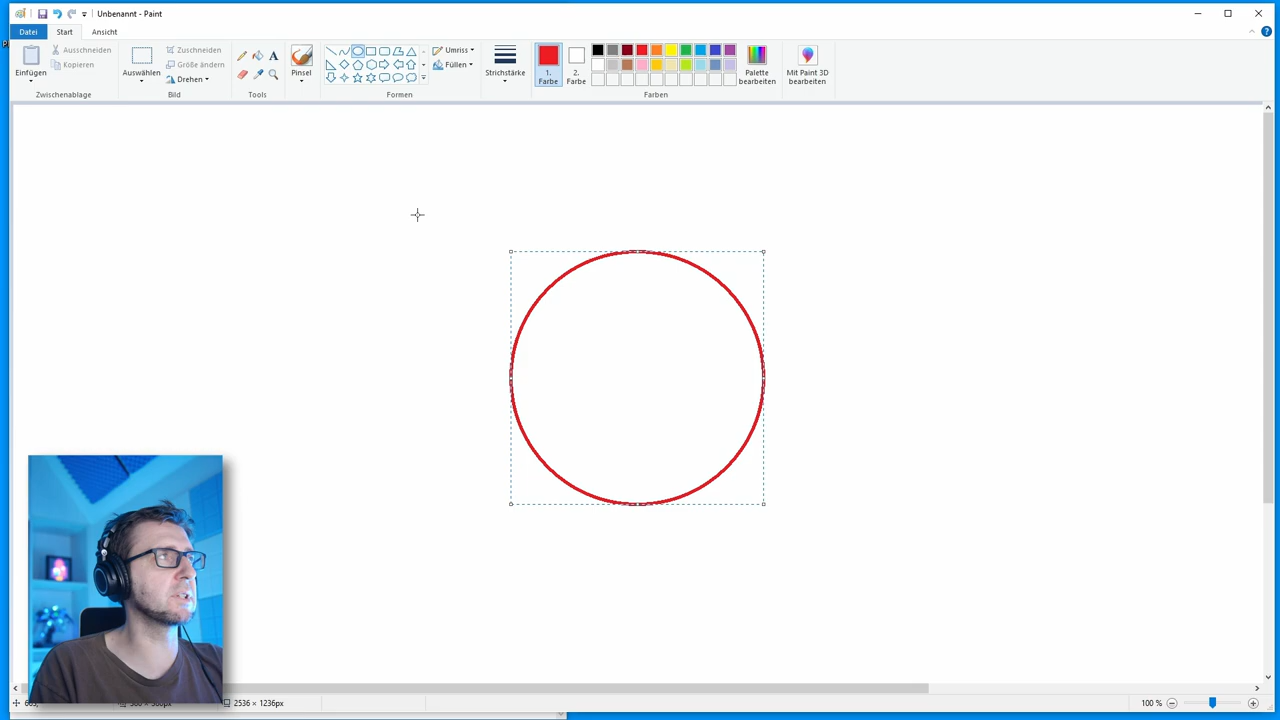 Unbenannt - Paint
Datei Start Ansicht
Einfügen
Ausschneiden
Kopieren
Zwischenablage
Auswählen
Zuschneiden
Größe ändern
Drehen
Bild
Tools
Pinsel
Umriss
Füllen
Formen
Strichstärke
1. Farbe
2. Farbe
Palette bearbeiten
Farben
Mit Paint 3D bearbeiten
2536 × 1236px
100 %